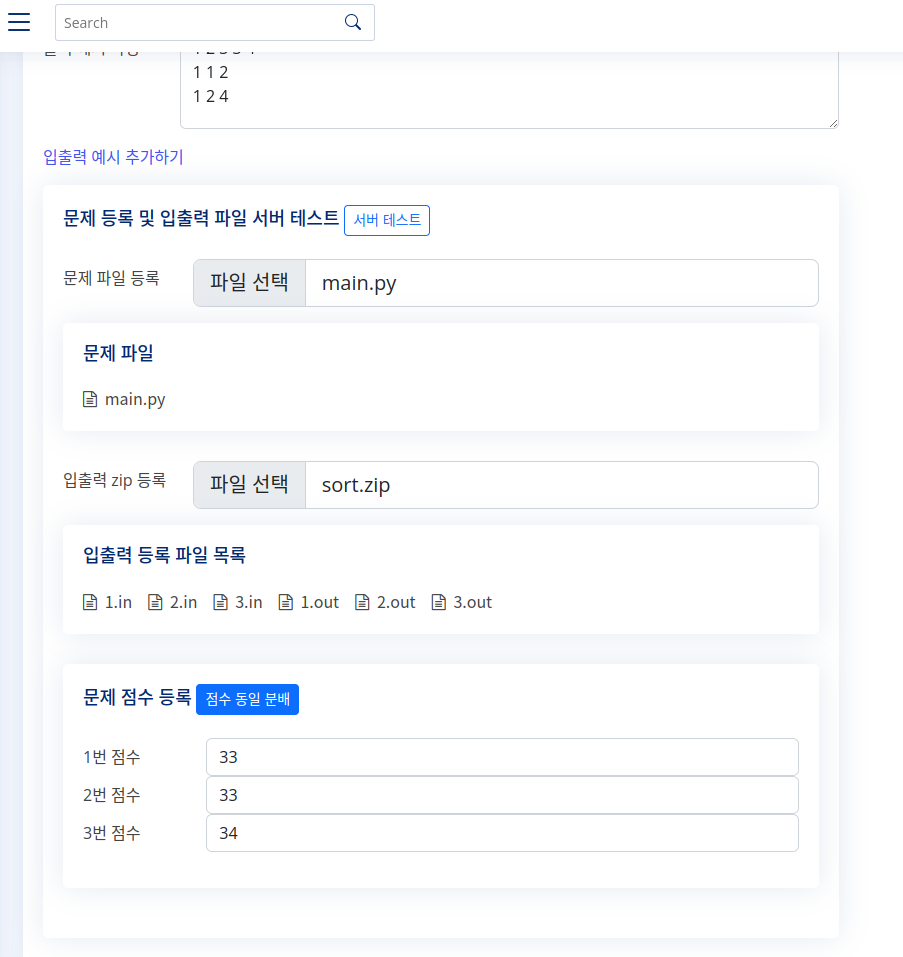 Search
1 1 2
1 2 4
입출력 예시 추가하기
문제 등록 및 입출력 파일 서버 테스트 서버 테스트
문제 파일 등록 파일 선택 main.py
문제 파일
main.py
입출력 zip 등록 파일 선택 sort.zip
입출력 등록 파일 목록
1.in 2.in 3.in 1.out 2.out 3.out
문제 점수 등록 점수 동일 분배
1번 점수 33
2번 점수 33
3번 점수 34